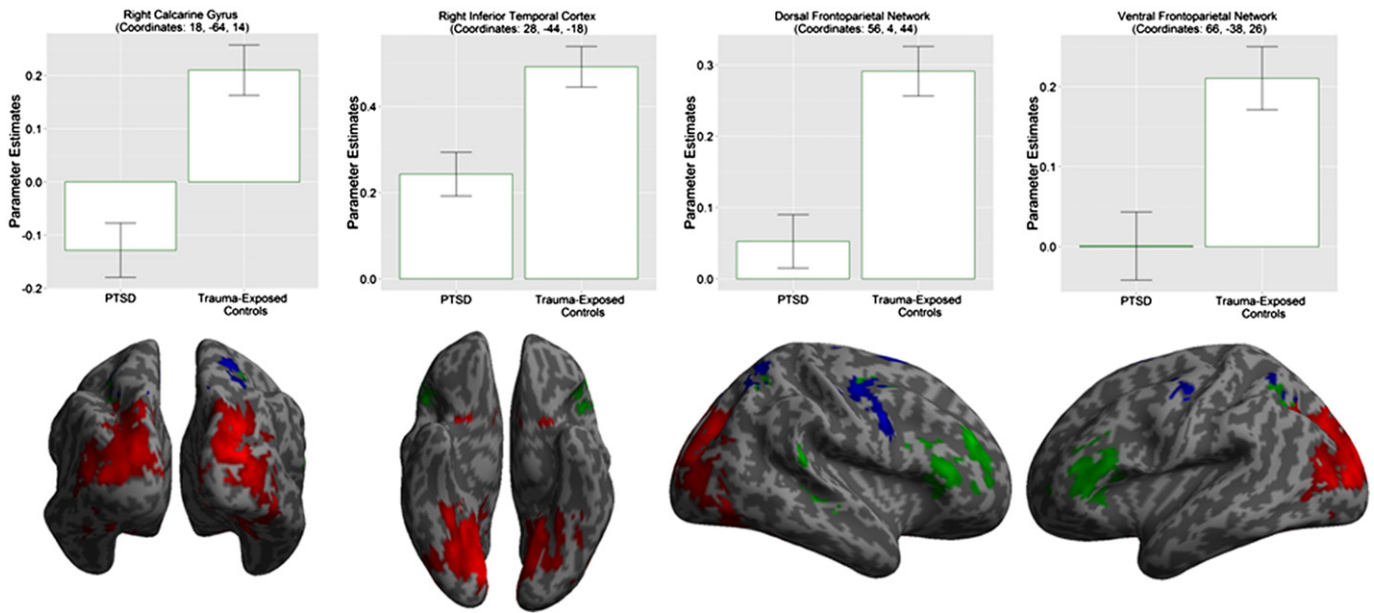 Right Calcarine Gyrus
(Coordinates: 18, -64, 14)
Parameter Estimates
0.2
0.1
0.0
-0.1
-0.2
PTSD
Trauma-Exposed
Controls
Right Inferior Temporal Cortex
(Coordinates: 28, -44, -18)
Parameter Estimates
0.4
0.2
0.0
PTSD
Trauma-Exposed
Controls
Dorsal Frontoparietal Network
(Coordinates: 56, 4, 44)
Parameter Estimates
0.3
0.2
0.1
0.0
PTSD
Trauma-Exposed
Controls
Ventral Frontoparietal Network
(Coordinates: 66, -38, 26)
Parameter Estimates
0.2
0.1
0.0
PTSD
Trauma-Exposed
Controls